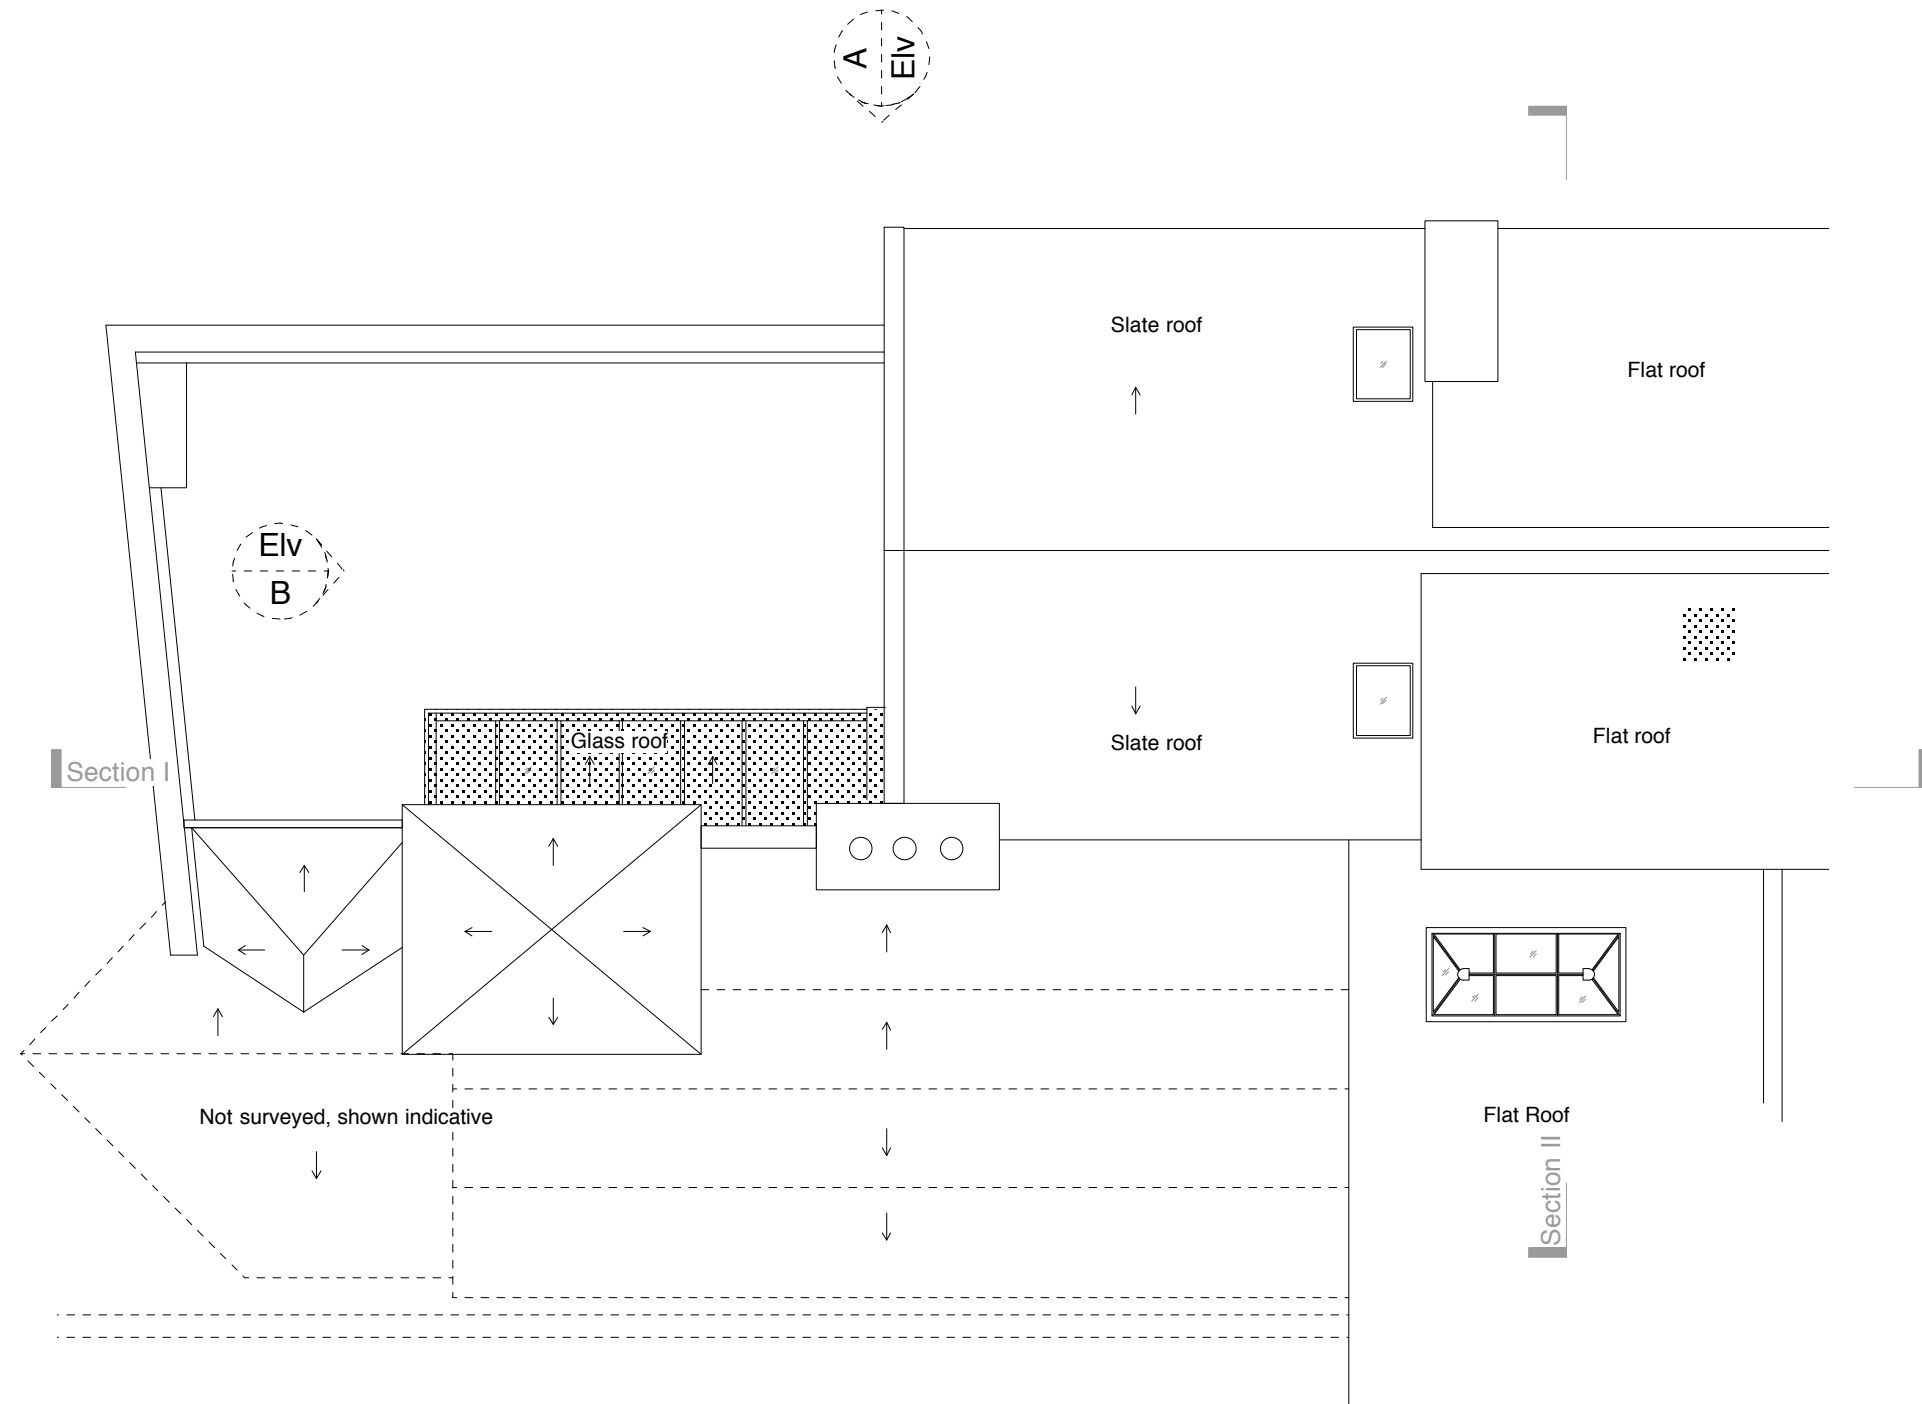 A
Elv
Slate roof
Flat roof
Elv
B
Glass roof
Slate roof
Flat roof
Section I
Not surveyed, shown indicative
Flat Roof
Section II